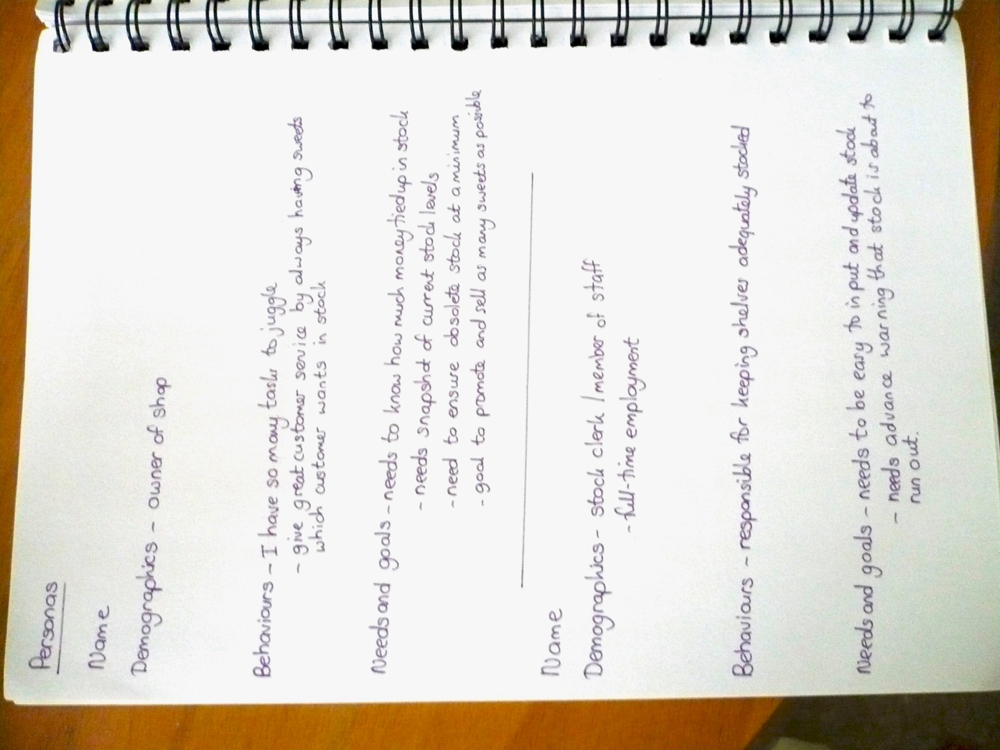 Personas
Name
Demographics - owner of shop
Behaviours - I have so many tasks to juggle
- give great customer service by always having sweets
which customer wants in stock
Needs and goals - needs to know how much money tied up in stock
- needs snapshot of current stock levels
- need to ensure obsolete stock at a minimum
- goal to promote and sell as many sweets as possible
Name
Demographics - stock clerk / member of staff
- full-time employment
Behaviours - responsible for keeping shelves adequately stocked
Needs and goals - needs to be easy to input and update stock
- needs advance warning that stock is about to
run out.